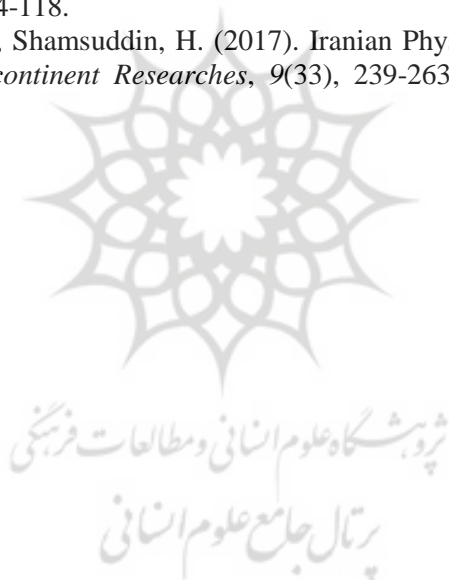 4-118.
, Shamsuddin, H. (2017). Iranian Phys
continent Researches, 9(33), 239-263
پژوهشگاه علوم انسانی و مطالعات فرهنگی
پرتال جامع علوم انسانی